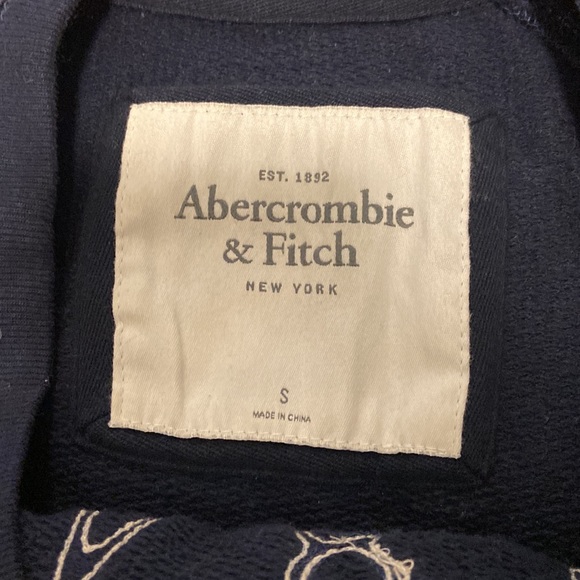 EST. 1892
Abercrombie
& Fitch
NEW YORK
S
MADE IN CHINA